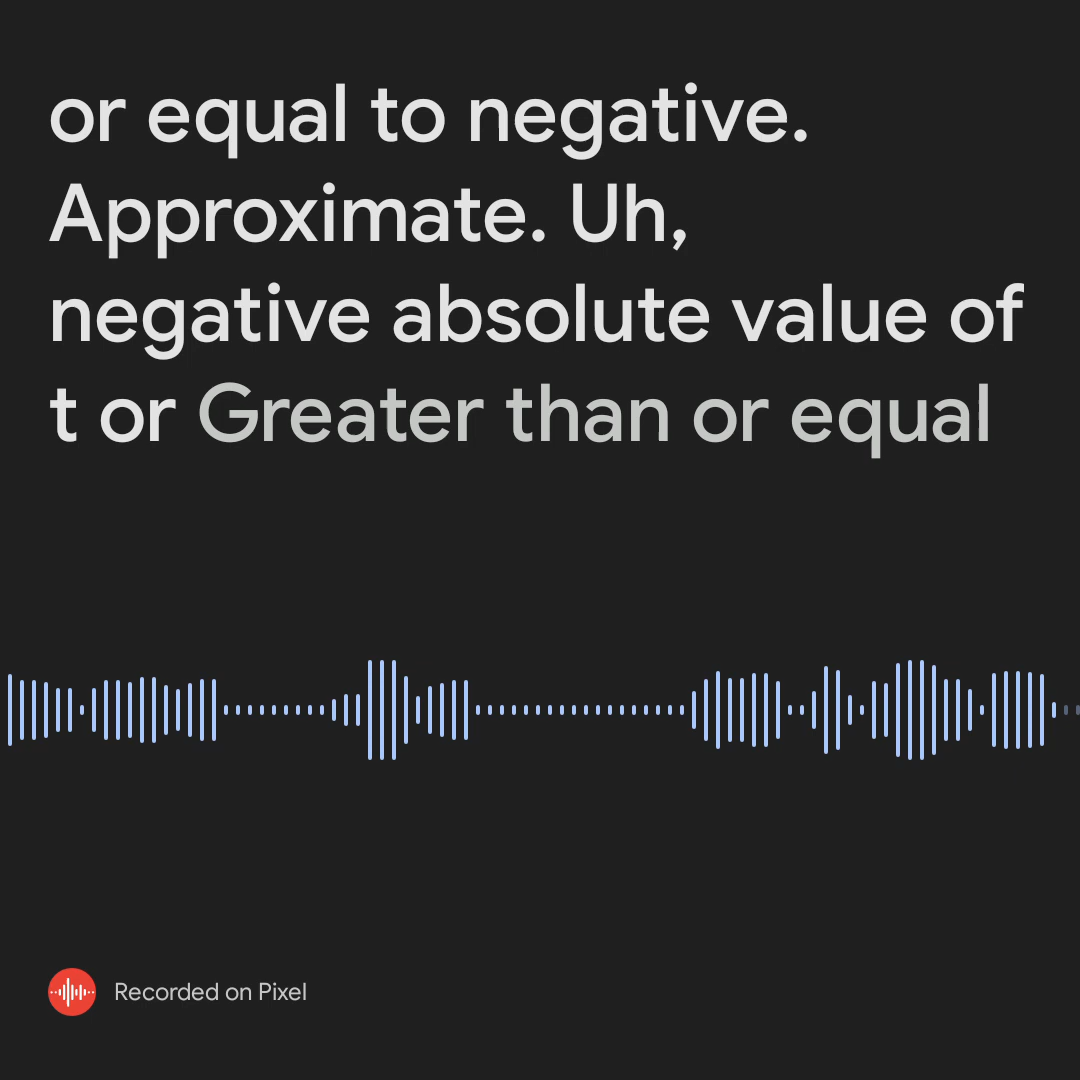 or equal to negative.
Approximate. Uh,
negative absolute value of
t or Greater than or equal
Recorded on Pixel